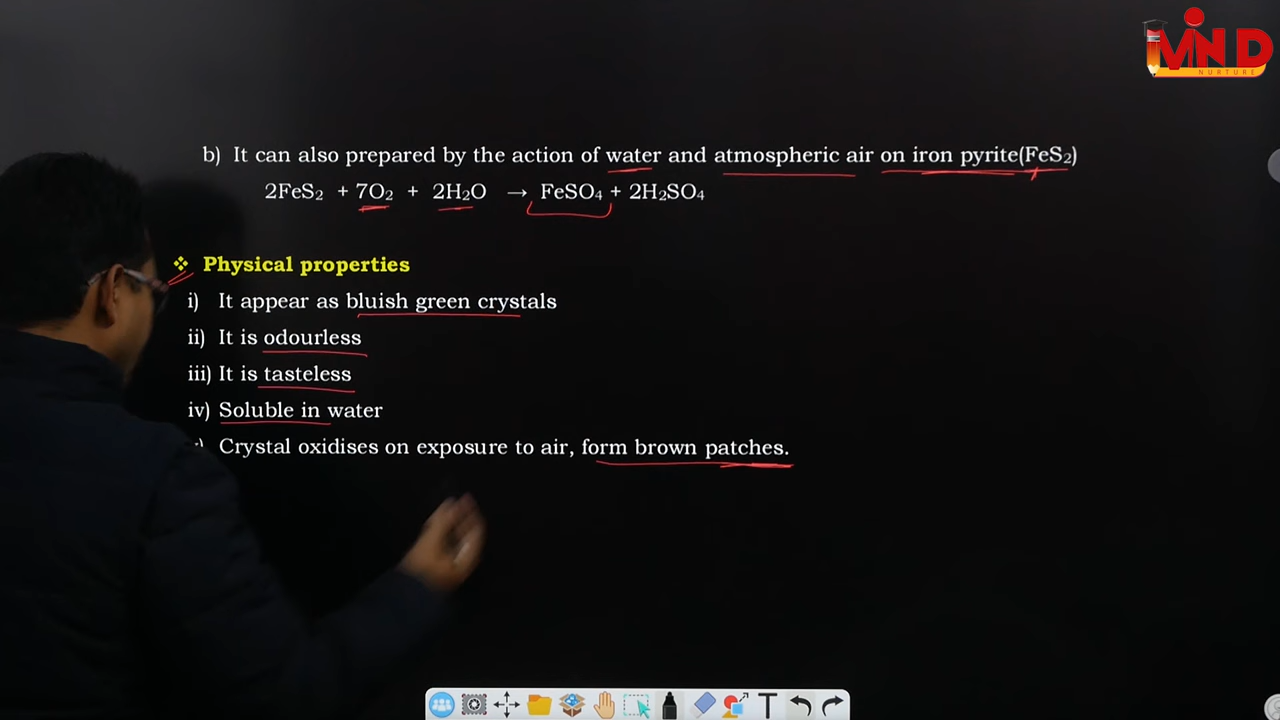 MIND
NURTURE
b) It can also prepared by the action of water and atmospheric air on iron pyrite(FeS₂)
2FeS₂ + 7O₂ + 2H₂O → FeSO₄ + 2H₂SO₄
❖ Physical properties
i) It appear as bluish green crystals
ii) It is odourless
iii) It is tasteless
iv) Soluble in water
Crystal oxidises on exposure to air, form brown patches.
T